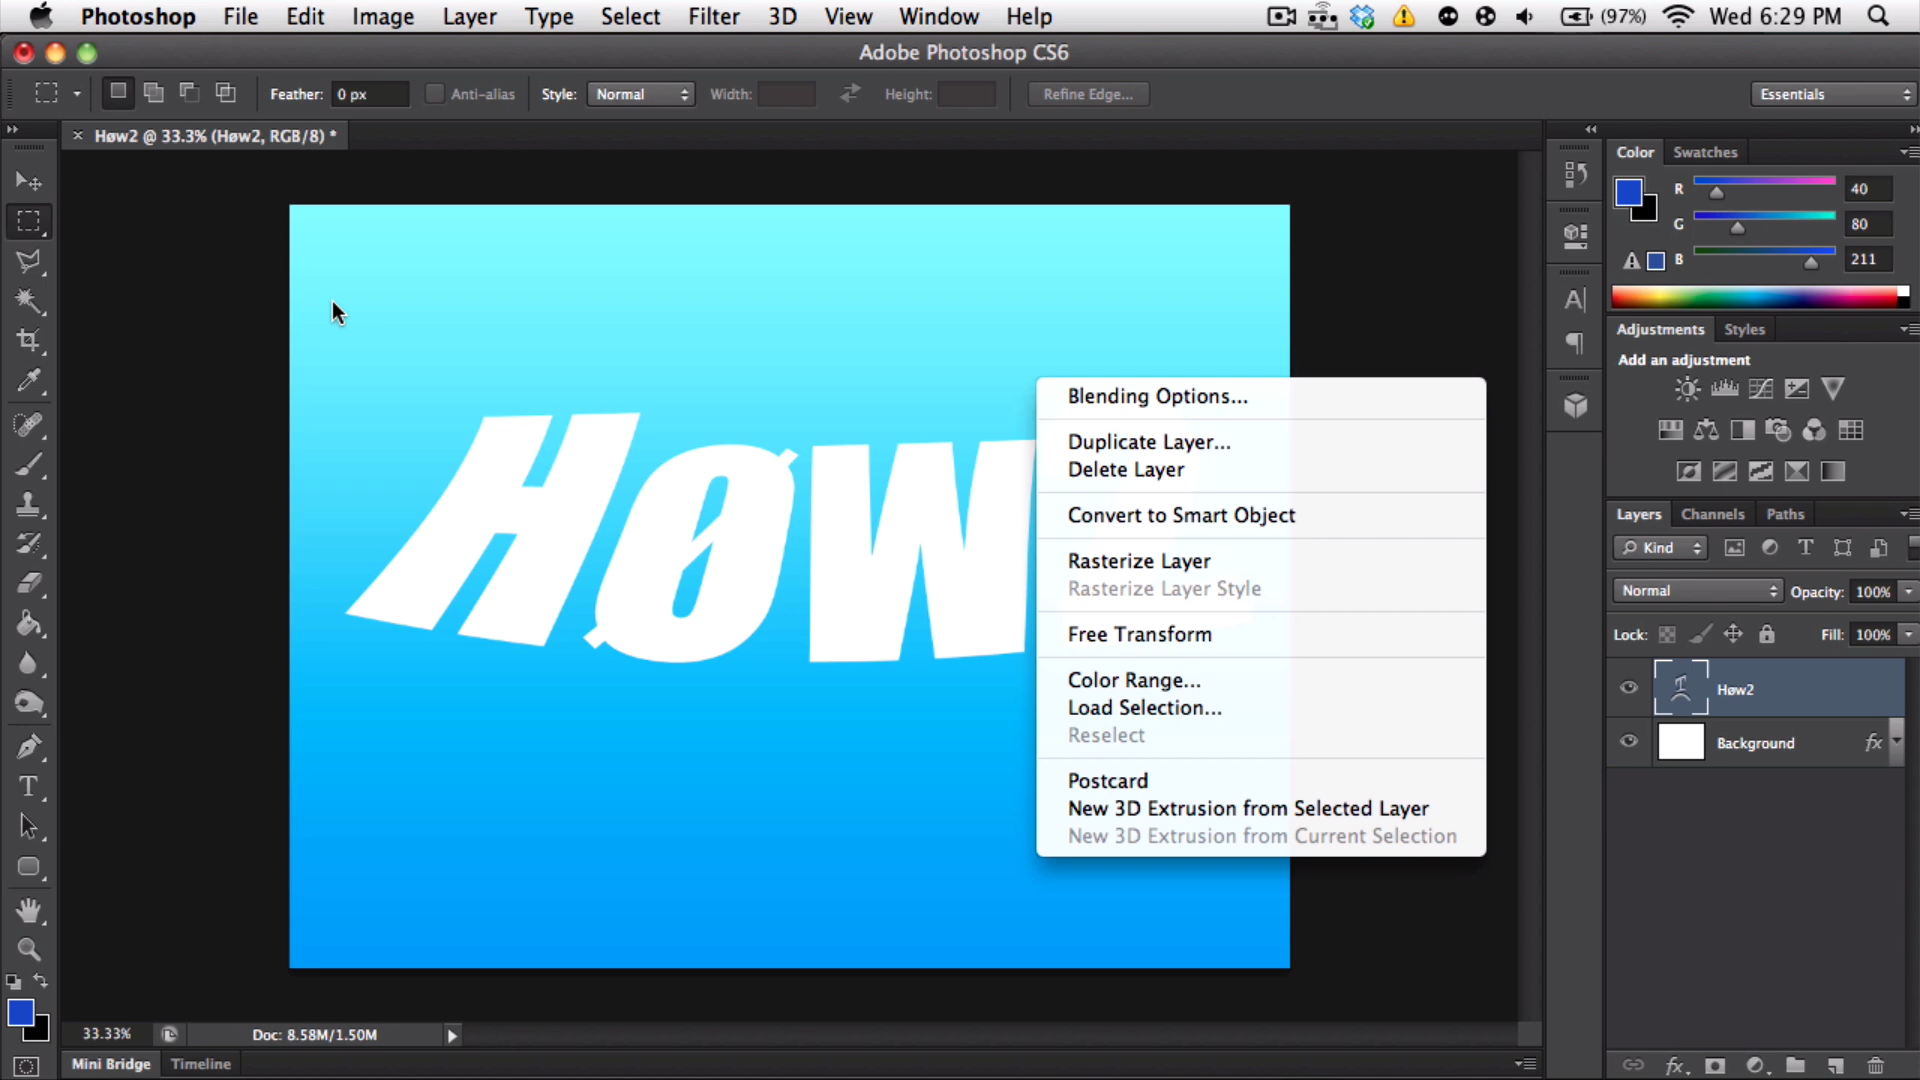 Photoshop File Edit Image Layer Type Select Filter 3D View Window Help (97%) Wed 6:29 PM
Adobe Photoshop CS6
Feather: 0 px Anti-alias Style: Normal Width: Height: Refine Edge... Essentials
Høw2 @ 33.3% (Høw2, RGB/8) *
Color Swatches
R 40
G 80
B 211
Adjustments Styles
Add an adjustment
Høw
Blending Options...
Duplicate Layer...
Delete Layer
Convert to Smart Object
Rasterize Layer
Rasterize Layer Style
Free Transform
Color Range...
Load Selection...
Reselect
Postcard
New 3D Extrusion from Selected Layer
New 3D Extrusion from Current Selection
Layers Channels Paths
Kind
Normal Opacity: 100%
Lock: Fill: 100%
Høw2
Background fx
33.33% Doc: 8.58M/1.50M
Mini Bridge Timeline
fx